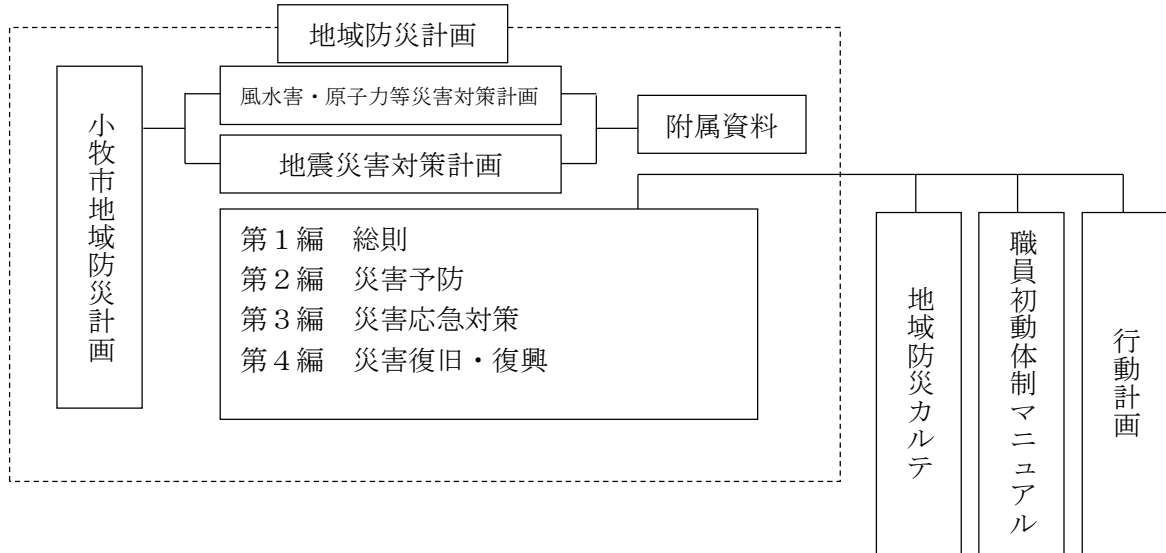 地域防災計画
小牧市地域防災計画
風水害・原子力等災害対策計画
地震災害対策計画
附属資料
第１編　総則
第２編　災害予防
第３編　災害応急対策
第４編　災害復旧・復興
地域防災カルテ
職員初動体制マニュアル
行動計画